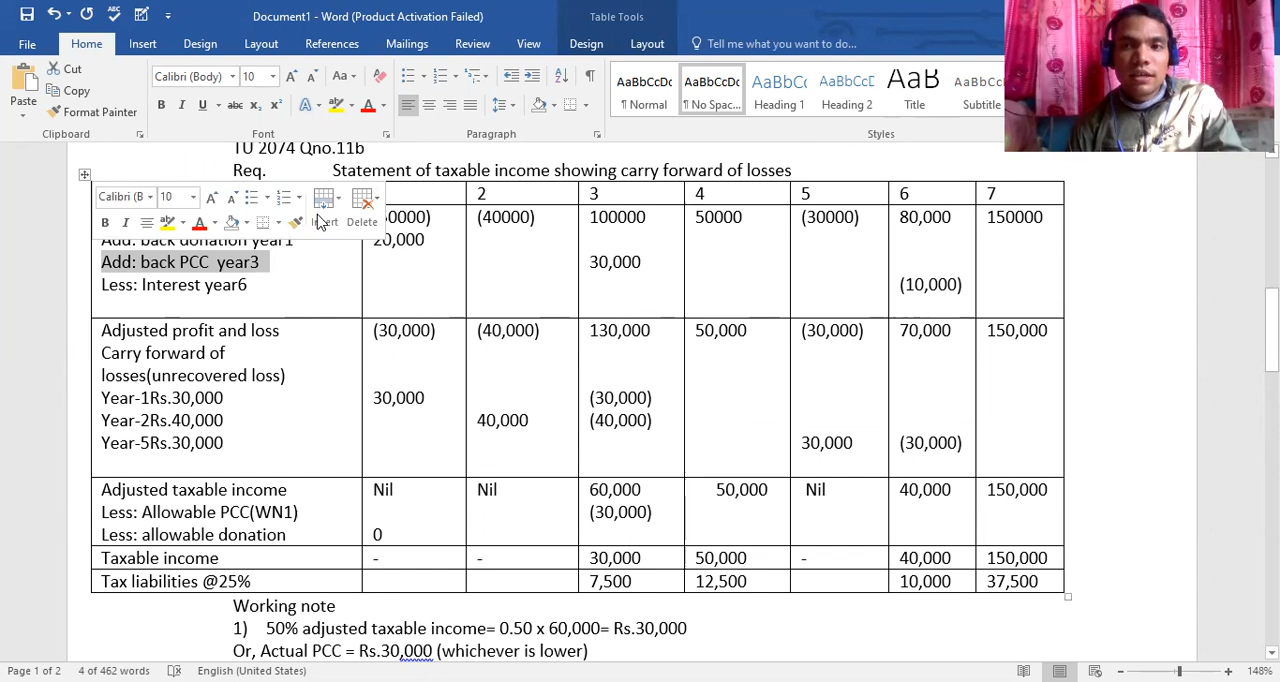 Document1 - Word (Product Activation Failed)
Table Tools
File Home Insert Design Layout References Mailings Review View Design Layout Tell me what you want to do...
Paste
Cut
Copy
Format Painter
Calibri (Body) 10
AaBbCcDc AaBbCcDc AaBbCc AaBbCcC AaB AaBbCcD
¶ Normal ¶ No Spac... Heading 1 Heading 2 Title Subtitle
Clipboard Font Paragraph Styles
TU 2074 Qno.11b
Req. Statement of taxable income showing carry forward of losses
Calibri (B 10
B I Insert Delete
2 3 4 5 6 7
0000) (40000) 100000 50000 (30000) 80,000 150000
Add: back donation year1 20,000
Add: back PCC year3 30,000
Less: Interest year6 (10,000)
Adjusted profit and loss (30,000) (40,000) 130,000 50,000 (30,000) 70,000 150,000
Carry forward of
losses(unrecovered loss)
Year-1Rs.30,000 30,000 (30,000)
Year-2Rs.40,000 40,000 (40,000)
Year-5Rs.30,000 30,000 (30,000)
Adjusted taxable income Nil Nil 60,000 50,000 Nil 40,000 150,000
Less: Allowable PCC(WN1) (30,000)
Less: allowable donation 0
Taxable income - - 30,000 50,000 - 40,000 150,000
Tax liabilities @25% 7,500 12,500 10,000 37,500
Working note
1) 50% adjusted taxable income= 0.50 x 60,000= Rs.30,000
Or, Actual PCC = Rs.30,000 (whichever is lower)
Page 1 of 2 4 of 462 words English (United States) 148%